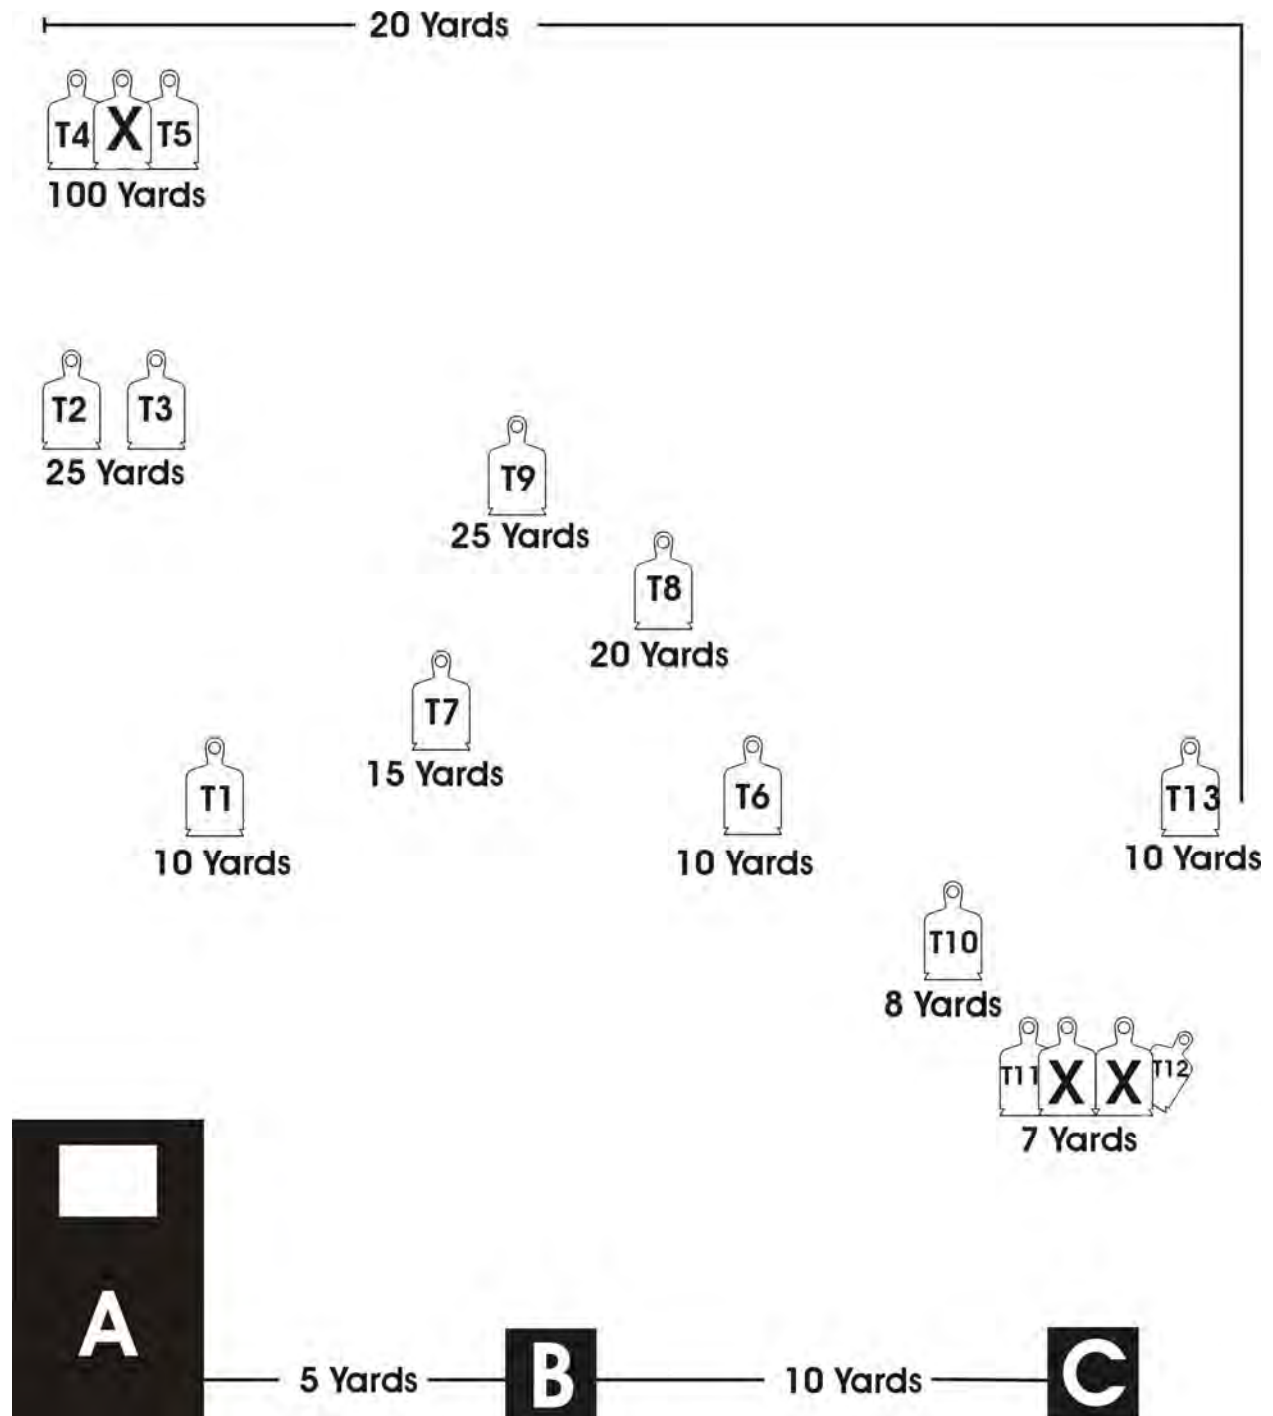 20 Yards
T4 X T5
100 Yards
T2 T3
25 Yards
T9
25 Yards
T8
20 Yards
T7
15 Yards
T1
10 Yards
T6
10 Yards
T13
10 Yards
T10
8 Yards
T11 X X T12
7 Yards
A
5 Yards
B
10 Yards
C